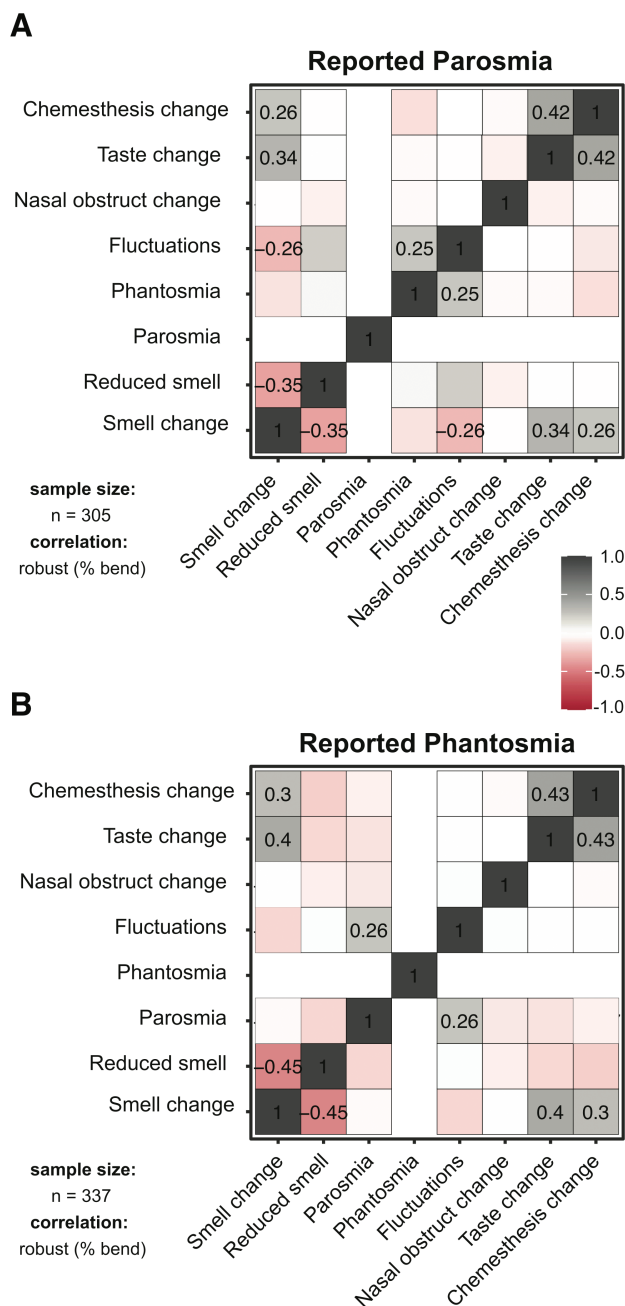 A
Reported Parosmia
Chemesthesis change 0.26 0.42 1
Taste change 0.34 1 0.42
Nasal obstruct change 1
Fluctuations −0.26 0.25 1
Phantosmia 1 0.25
Parosmia 1
Reduced smell −0.35 1
Smell change 1 −0.35 −0.26 0.34 0.26
Smell change
Reduced smell
Parosmia
Phantosmia
Fluctuations
Nasal obstruct change
Taste change
Chemesthesis change
sample size:
n = 305
correlation:
robust (% bend)
1.0
0.5
0.0
-0.5
-1.0
B
Reported Phantosmia
Chemesthesis change 0.3 0.43 1
Taste change 0.4 1 0.43
Nasal obstruct change 1
Fluctuations 0.26 1
Phantosmia 1
Parosmia 1 0.26
Reduced smell −0.45 1
Smell change 1 −0.45 0.4 0.3
Smell change
Reduced smell
Parosmia
Phantosmia
Fluctuations
Nasal obstruct change
Taste change
Chemesthesis change
sample size:
n = 337
correlation:
robust (% bend)